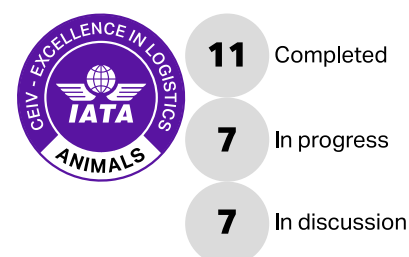 CEIV - EXCELLENCE IN LOGISTICS
IATA
ANIMALS
11 Completed
7 In progress
7 In discussion